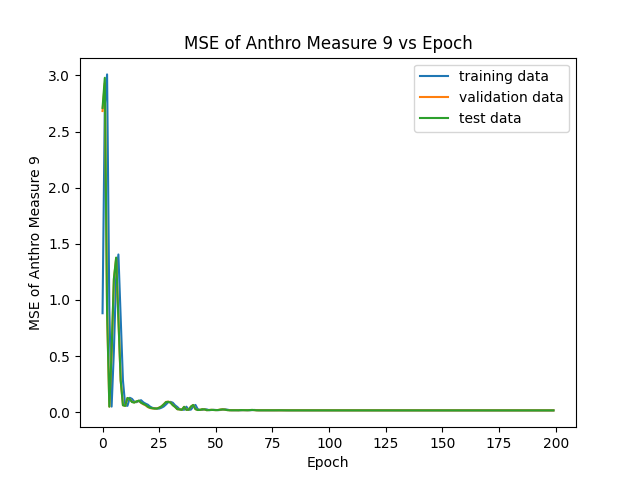 MSE of Anthro Measure 9 vs Epoch
training data
validation data
test data
MSE of Anthro Measure 9
3.0
2.5
2.0
1.5
1.0
0.5
0.0
0 25 50 75 100 125 150 175 200
Epoch